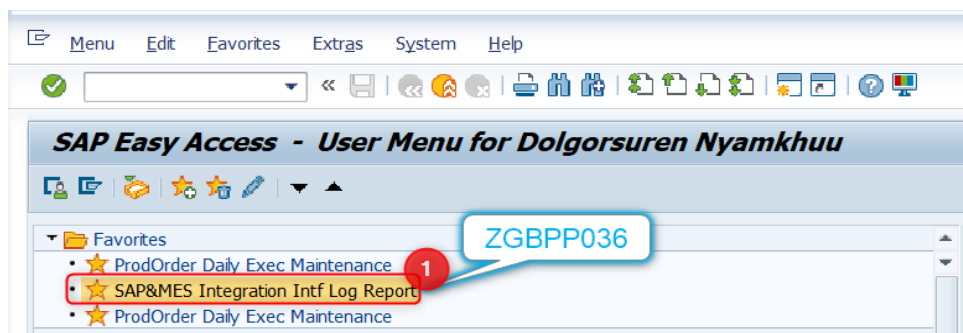 Menu Edit Favorites Extras System Help
SAP Easy Access - User Menu for Dolgorsuren Nyamkhuu
Favorites
ZGBPP036
ProdOrder Daily Exec Maintenance
1
SAP&MES Integration Intf Log Report
ProdOrder Daily Exec Maintenance